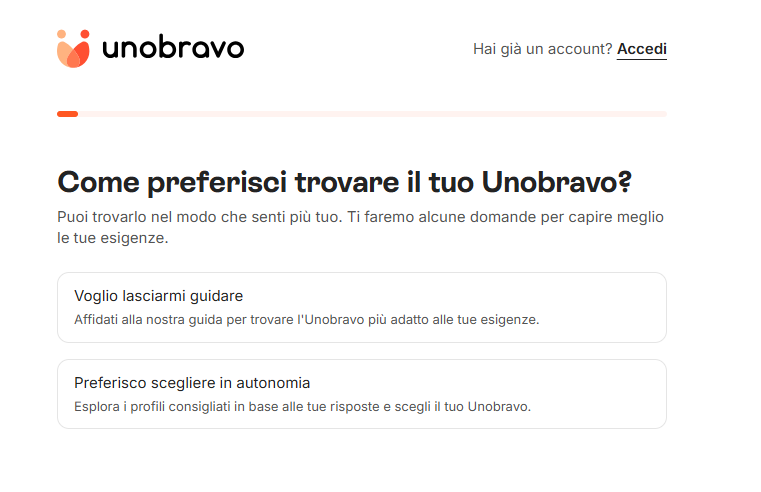 unobravo
Hai già un account? Accedi
Come preferisci trovare il tuo Unobravo?
Puoi trovarlo nel modo che senti più tuo. Ti faremo alcune domande per capire meglio
le tue esigenze.
Voglio lasciarmi guidare
Affidati alla nostra guida per trovare l'Unobravo più adatto alle tue esigenze.
Preferisco scegliere in autonomia
Esplora i profili consigliati in base alle tue risposte e scegli il tuo Unobravo.